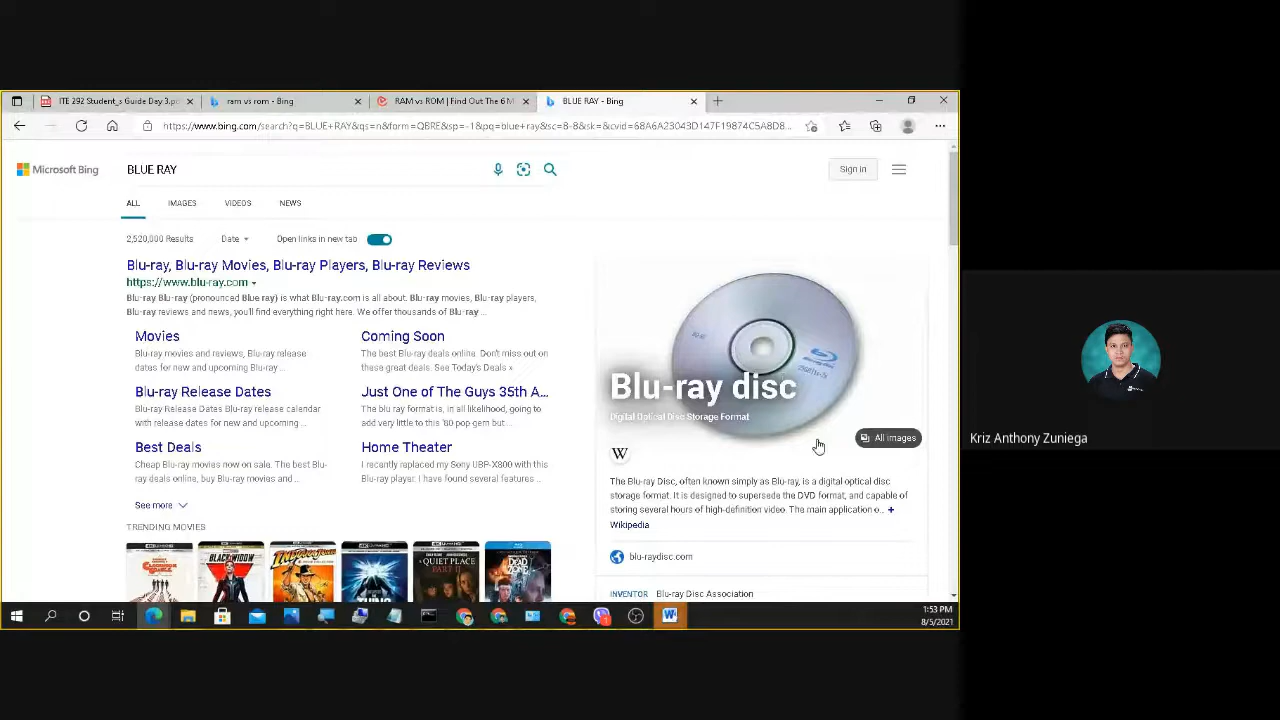 ITE 292 Student_s Guide Day 3.pc
ram vs rom - Bing
RAM vs ROM | Find Out The 6 M
BLUE RAY - Bing
https://www.bing.com/search?q=BLUE+RAY&qs=n&form=QBRE&sp=-1&pq=blue+ray&sc=8-8&sk=&cvid=68A6A23043D147F19874C5A8D8...
Microsoft Bing
BLUE RAY
Sign in
ALL
IMAGES
VIDEOS
NEWS
2,520,000 Results
Date
Open links in new tab
Blu-ray, Blu-ray Movies, Blu-ray Players, Blu-ray Reviews
https://www.blu-ray.com
Blu-ray Blu-ray (pronounced Blue ray) is what Blu-ray.com is all about: Blu-ray movies, Blu-ray players,
Blu-ray reviews and news, you'll find everything right here. We offer thousands of Blu-ray ...
Movies
Blu-ray movies and reviews, Blu-ray release
dates for new and upcoming Blu-ray ...
Coming Soon
The best Blu-ray deals online. Don't miss out on
these great deals. See Today's Deals »
Blu-ray Release Dates
Blu-ray Release Dates Blu-ray release calendar
with release dates for new and upcoming ...
Just One of The Guys 35th A...
The blu ray format is, in all likelihood, going to
add very little to this '80 pop gem but ...
Best Deals
Cheap Blu-ray movies now on sale. The best Blu-
ray deals online, buy Blu-ray movies and ...
Home Theater
I recently replaced my Sony UBP-X800 with this
Blu-ray player. I have found several features ...
See more
TRENDING MOVIES
BLACK WIDOW
INDIANA JONES
THING
A QUIET PLACE
PART II
DEAD
ZONE
Blu-ray disc
Digital Optical Disc Storage Format
All images
W
The Blu-ray Disc, often known simply as Blu-ray, is a digital optical disc
storage format. It is designed to supersede the DVD format, and capable of
storing several hours of high-definition video. The main application o... +
Wikipedia
blu-raydisc.com
INVENTOR Blu-ray Disc Association
1:53 PM
8/5/2021
Kriz Anthony Zuniega